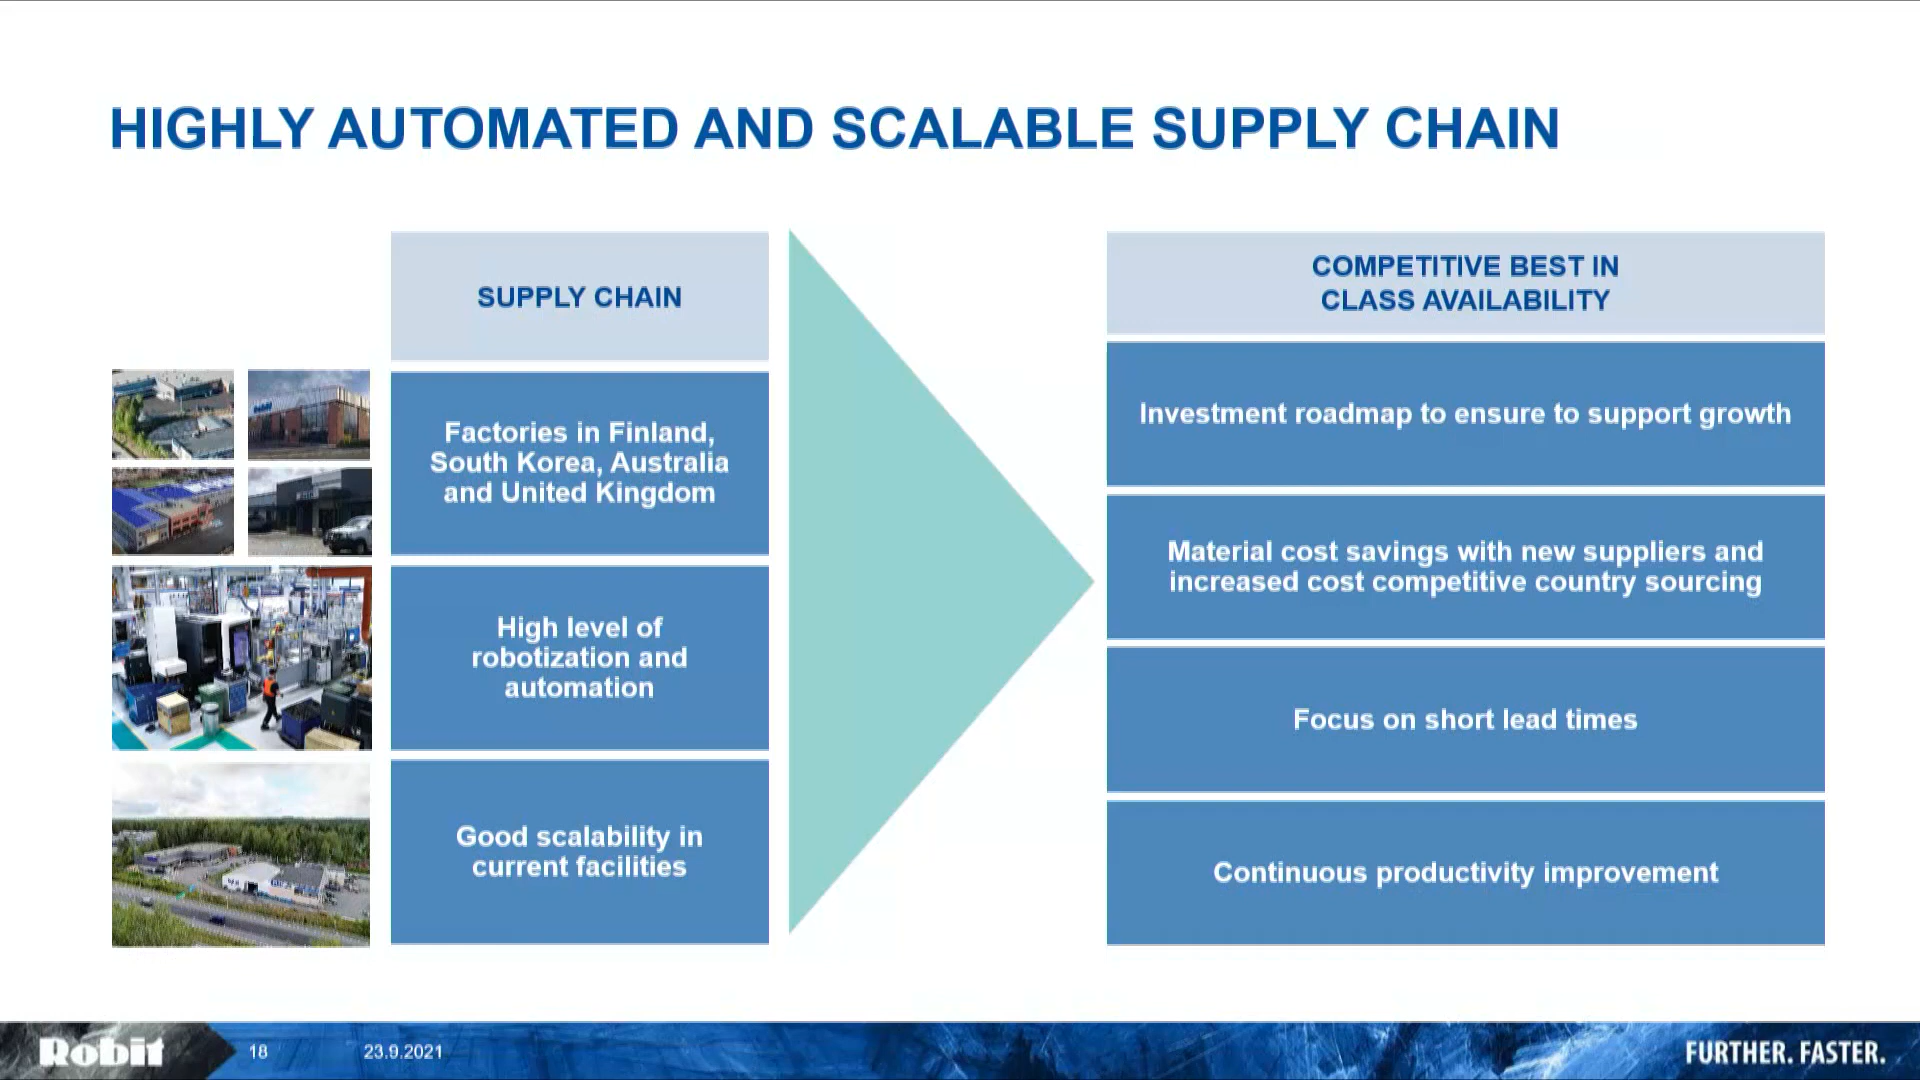 HIGHLY AUTOMATED AND SCALABLE SUPPLY CHAIN
SUPPLY CHAIN
Factories in Finland,
South Korea, Australia
and United Kingdom
High level of
robotization and
automation
Good scalability in
current facilities
COMPETITIVE BEST IN
CLASS AVAILABILITY
Investment roadmap to ensure to support growth
Material cost savings with new suppliers and
increased cost competitive country sourcing
Focus on short lead times
Continuous productivity improvement
Robit
18
23.9.2021
FURTHER. FASTER.